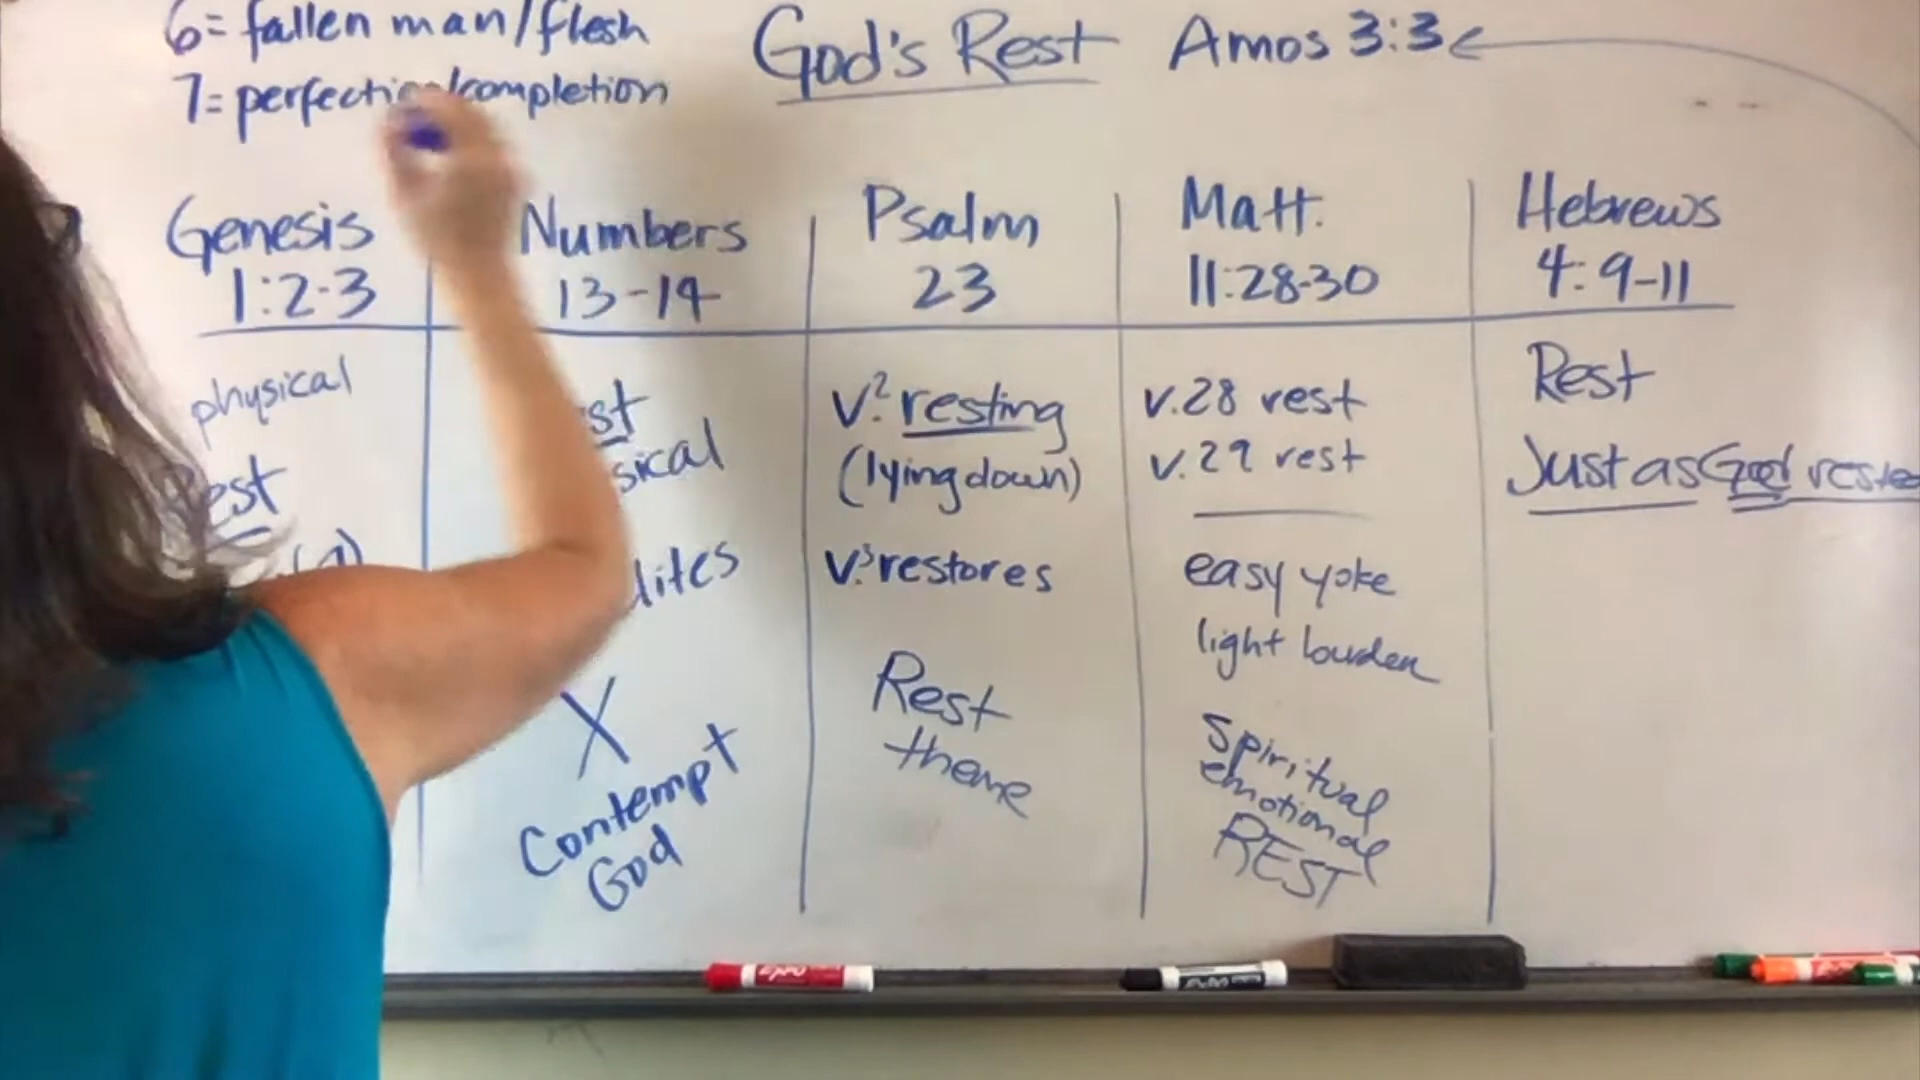 6= fallen man/flesh
7= perfection/completion
God's Rest Amos 3:3
Genesis
1:2-3
physical
Rest
Numbers
13-14
Contempt
God
X
Psalm
23
v.2 resting
(lying down)
v.3 restores
Rest
theme
Matt.
11:28-30
v.28 rest
v.29 rest
easy yoke
light burden
Spiritual
emotional
REST
Hebrews
4:9-11
Rest
Just as God rested
EXPO